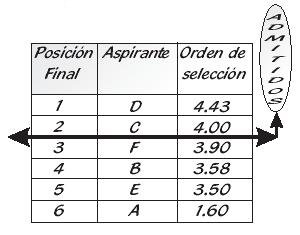 ADMITIDOS
Posición Final Aspirante Orden de selección
1 D 4.43
2 C 4.00
3 F 3.90
4 B 3.58
5 E 3.50
6 A 1.60